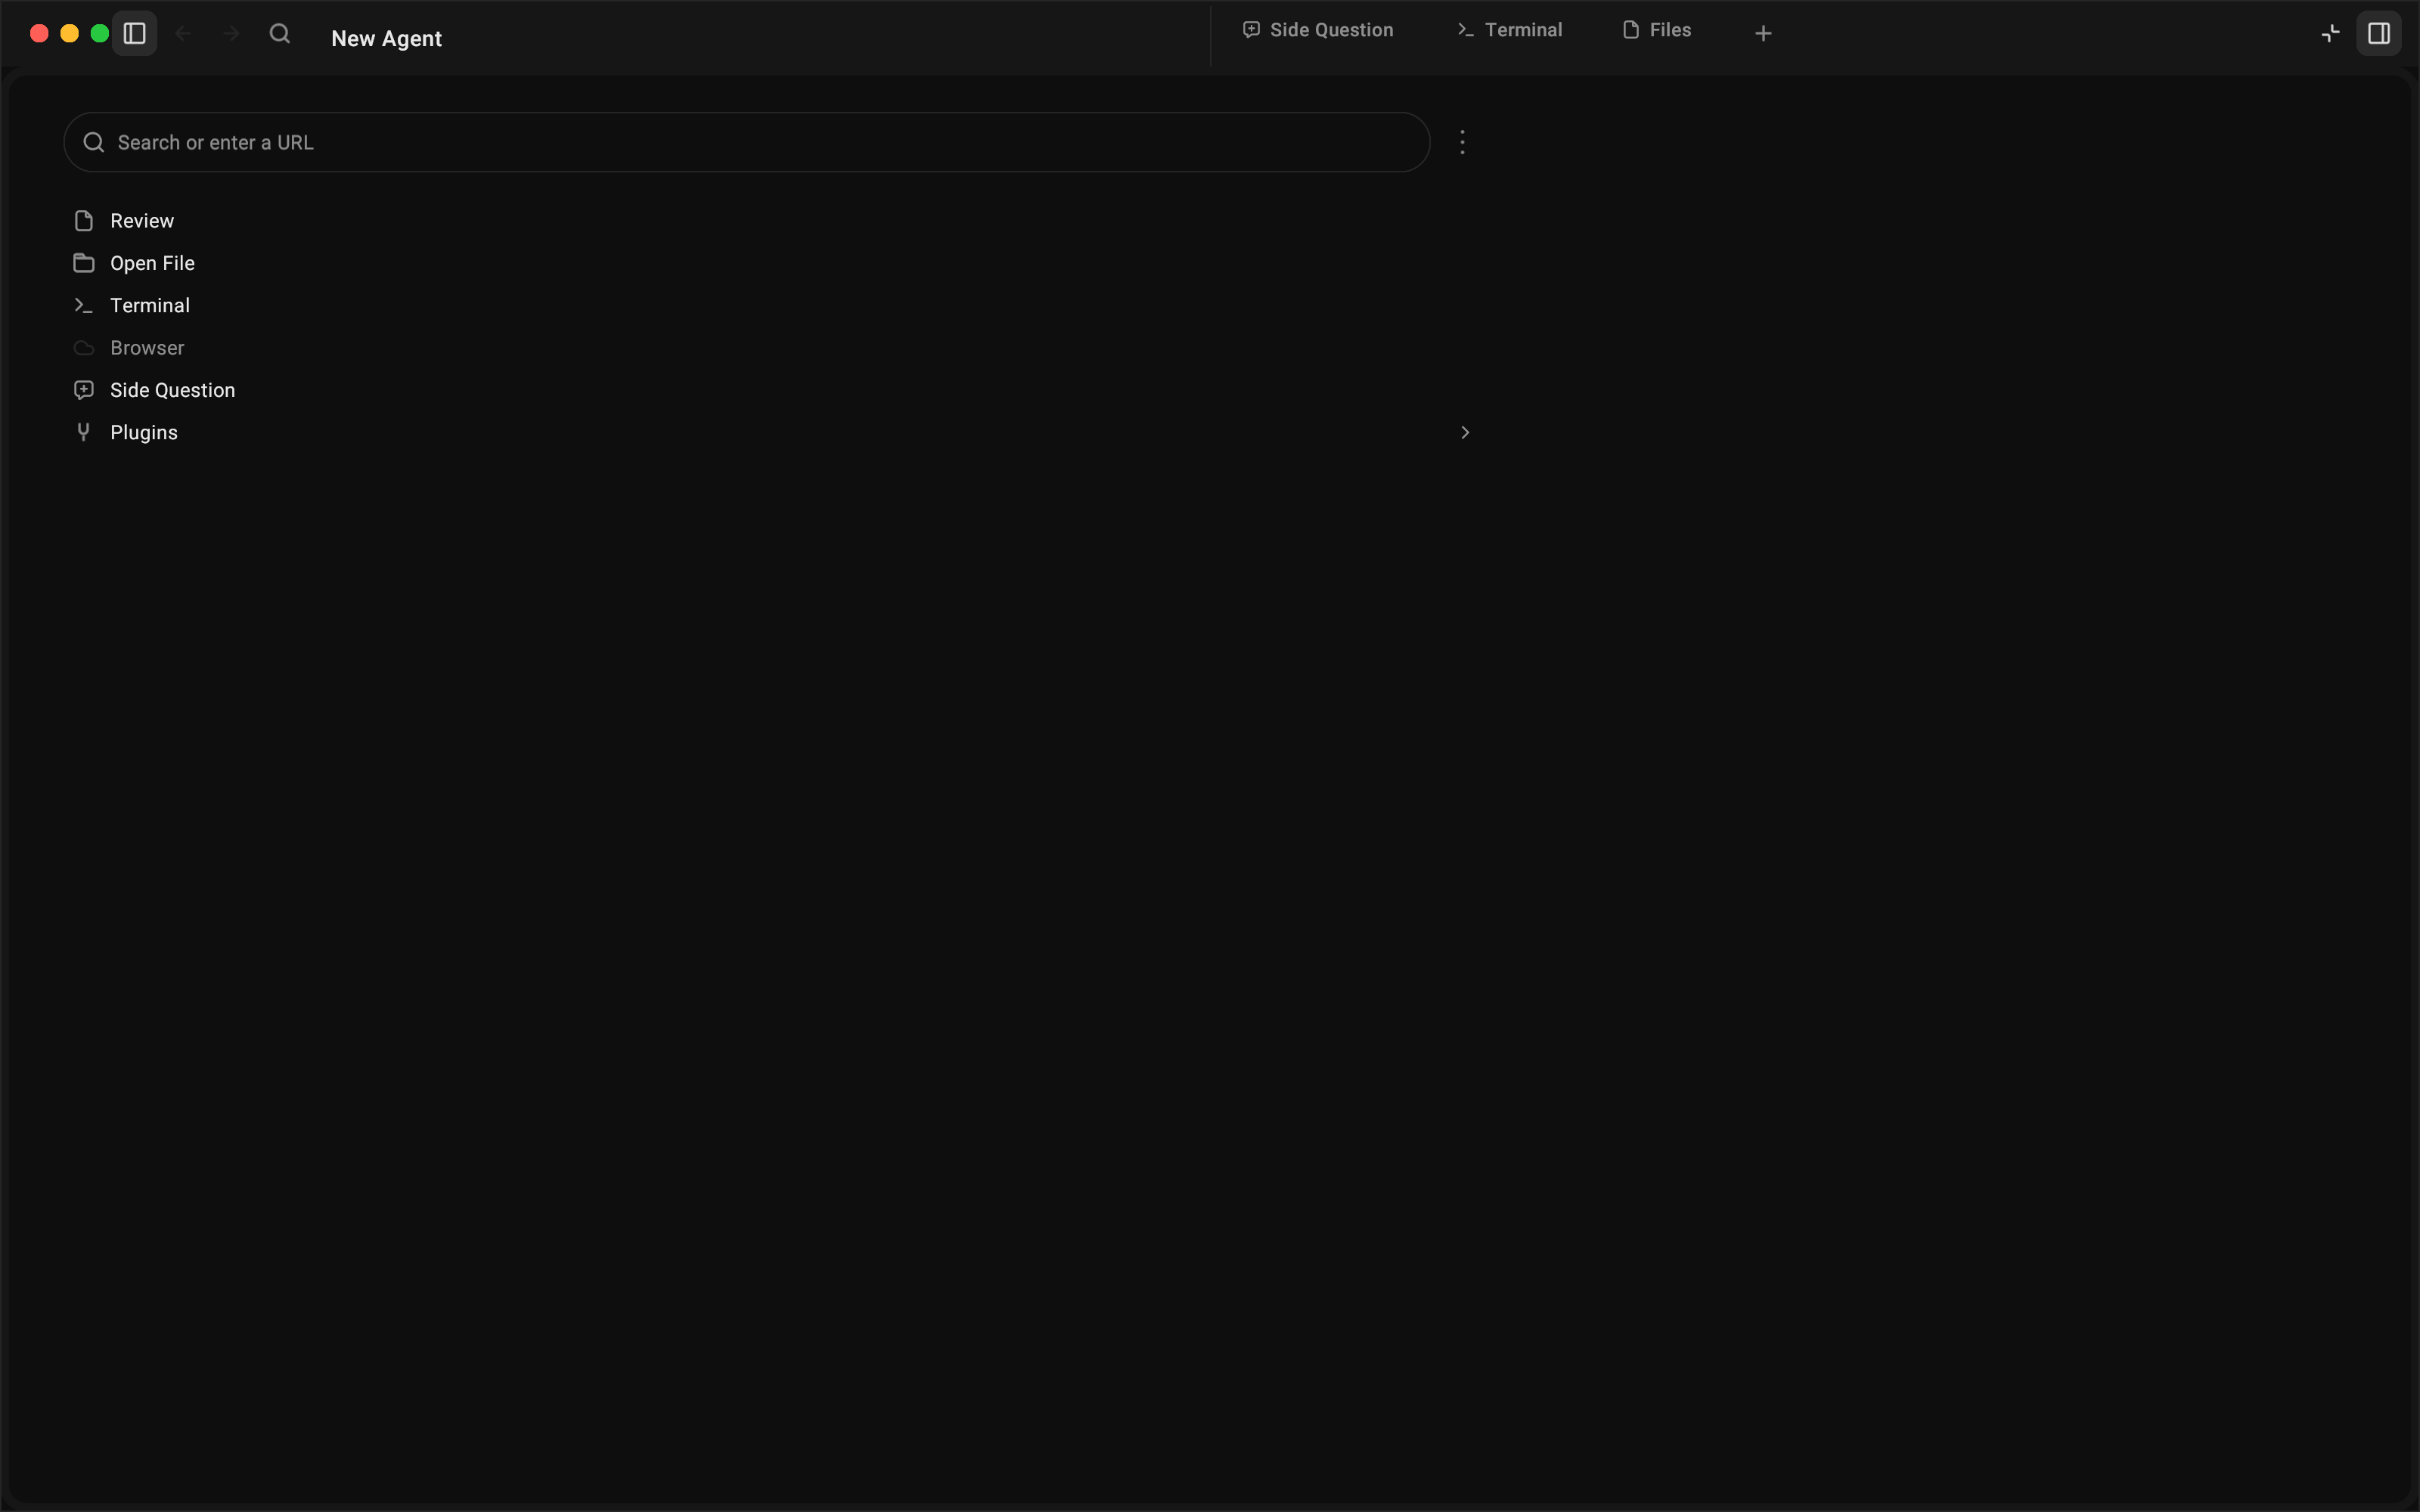 New Agent
Side Question
Terminal
Files
Search or enter a URL
Review
Open File
Terminal
Browser
Side Question
Plugins